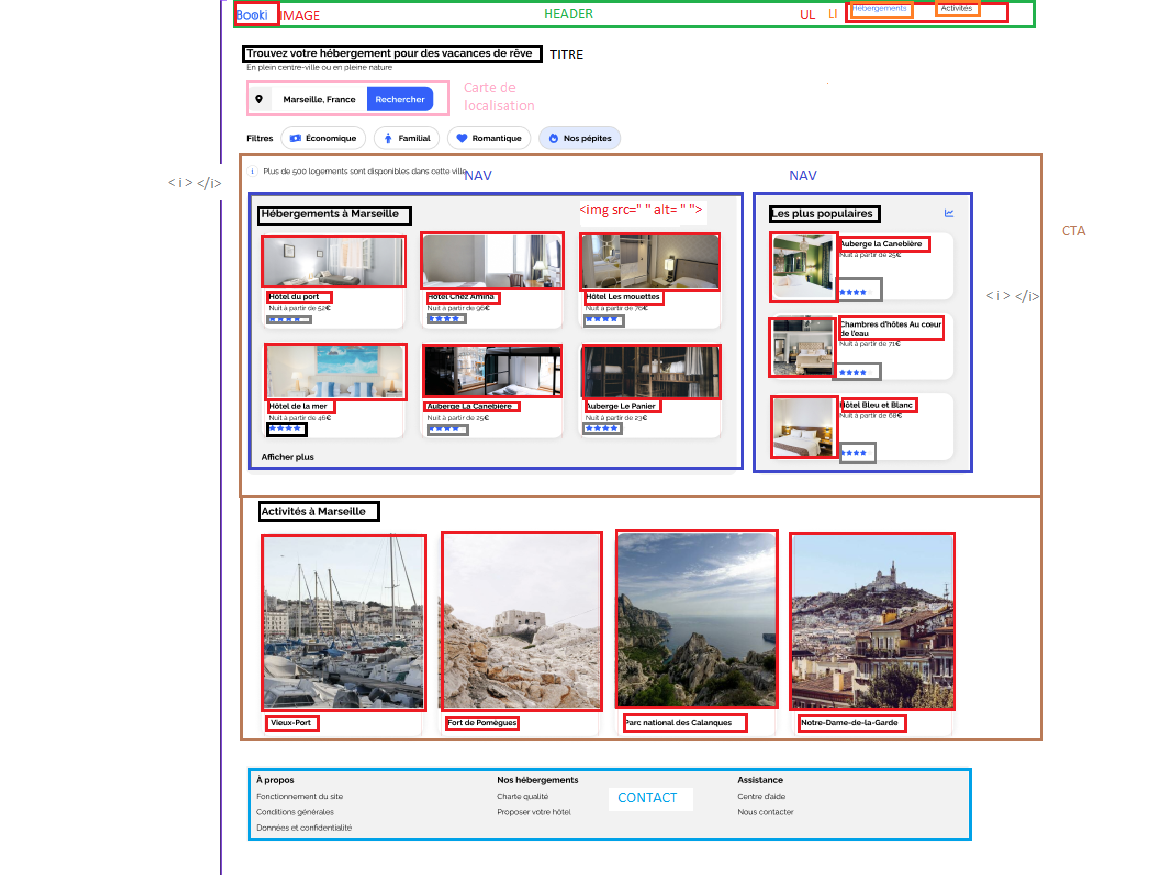 Booki IMAGE HEADER UL LI Hébergements Activités
Trouvez votre hébergement pour des vacances de rêve TITRE
En plein centre-ville ou en pleine nature
Carte de
localisation
Marseille, France Rechercher
Filtres Économique Familial Romantique Nos pépites
Plus de 500 logements sont disponibles dans cette ville
NAV NAV
< i > </i>
Hébergements à Marseille
<img src=" " alt= " ">
Hôtel du port
Nuit à partir de 52€
Hôtel Chez Amina
Nuit à partir de 96€
Hôtel Les mouettes
Nuit à partir de 76€
Hôtel de la mer
Nuit à partir de 46€
Auberge La Canebière
Nuit à partir de 25€
Auberge Le Panier
Nuit à partir de 23€
Afficher plus
Les plus populaires
Auberge la Canebière
Nuit à partir de 25€
Chambres d'hôtes Au cœur
de l'eau
Nuit à partir de 71€
Hôtel Bleu et Blanc
Nuit à partir de 68€
CTA
< i > </i>
Activités à Marseille
Vieux-Port
Fort de Pomègues
Parc national des Calanques
Notre-Dame-de-la-Garde
À propos
Fonctionnement du site
Conditions générales
Données et confidentialité
Nos hébergements
Charte qualité
Proposer votre hôtel
CONTACT
Assistance
Centre d'aide
Nous contacter